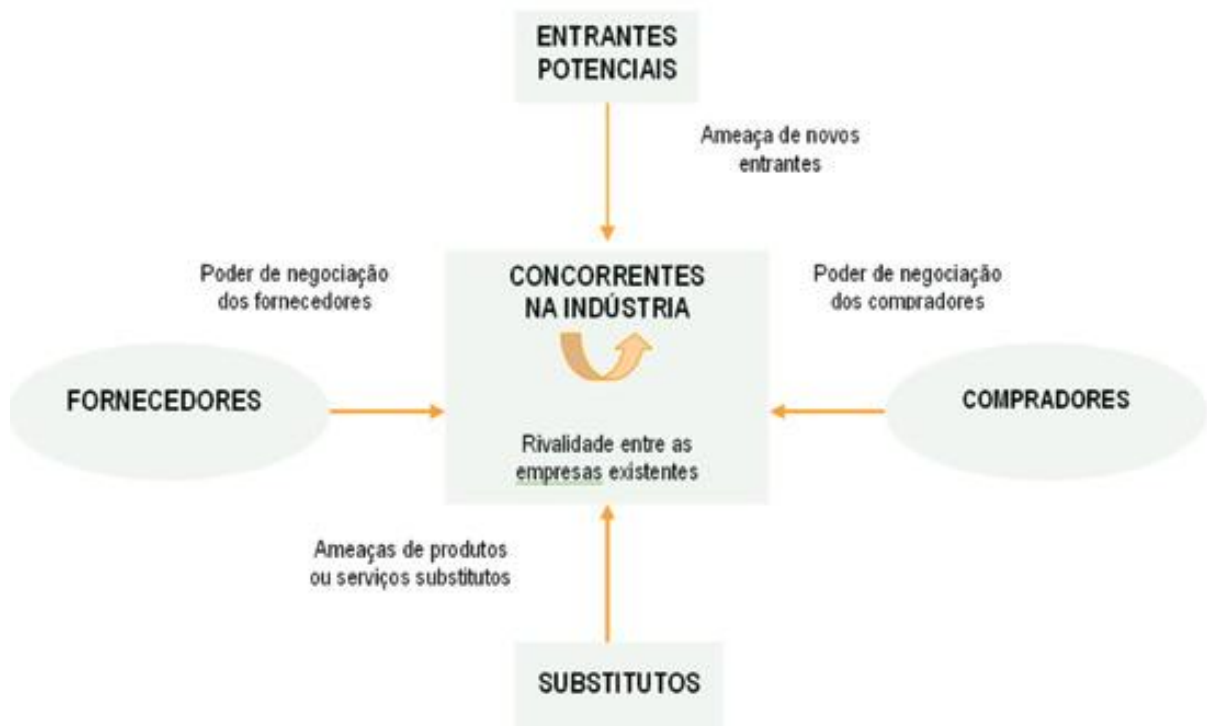 ENTRANTES
POTENCIAIS
Ameaça de novos
entrantes
Poder de negociação
dos fornecedores
CONCORRENTES
NA INDÚSTRIA
Poder de negociação
dos compradores
FORNECEDORES
COMPRADORES
Rivalidade entre as
empresas existentes
Ameaças de produtos
ou serviços substitutos
SUBSTITUTOS